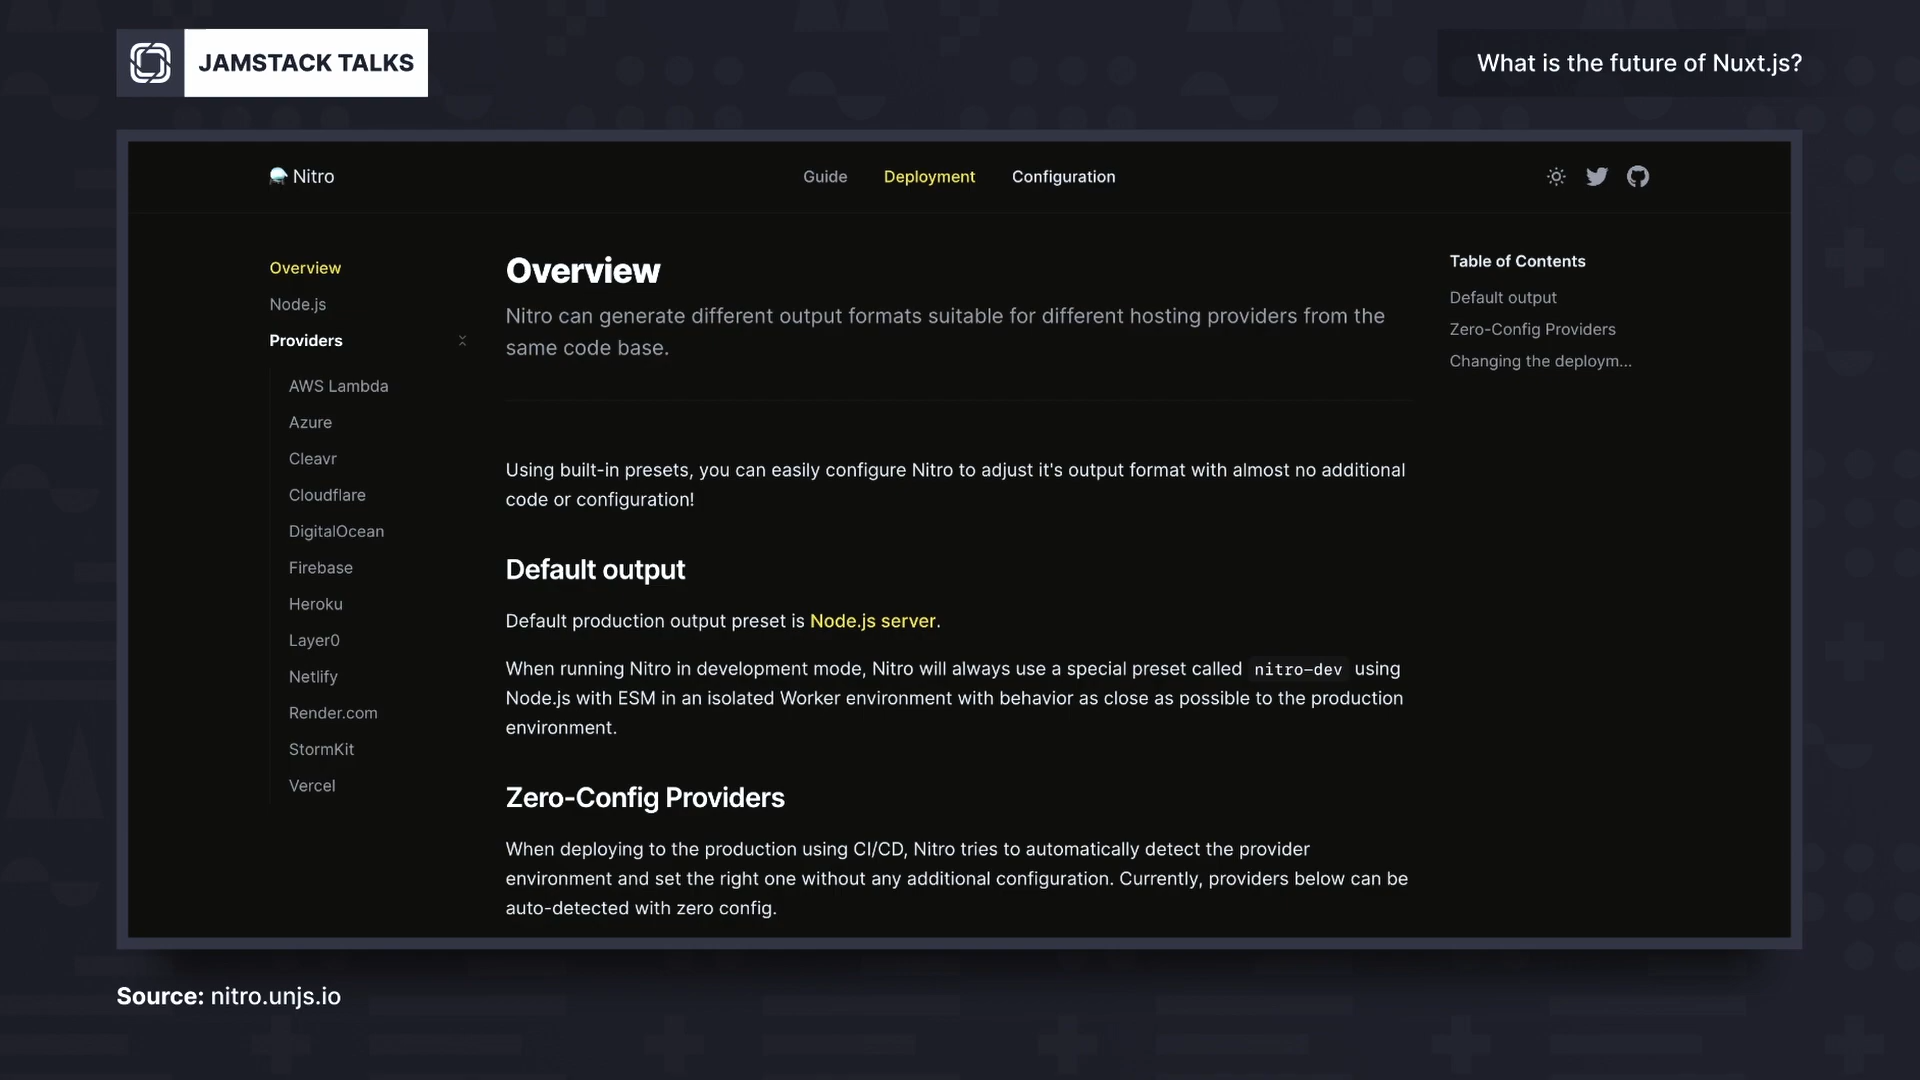 JAMSTACK TALKS
What is the future of Nuxt.js?
Nitro
Guide
Deployment
Configuration
Overview
Node.js
Providers
AWS Lambda
Azure
Cleavr
Cloudflare
DigitalOcean
Firebase
Heroku
Layer0
Netlify
Render.com
StormKit
Vercel
Overview
Nitro can generate different output formats suitable for different hosting providers from the
same code base.
Using built-in presets, you can easily configure Nitro to adjust it's output format with almost no additional
code or configuration!
Default output
Default production output preset is Node.js server.
When running Nitro in development mode, Nitro will always use a special preset called nitro-dev using
Node.js with ESM in an isolated Worker environment with behavior as close as possible to the production
environment.
Zero-Config Providers
When deploying to the production using CI/CD, Nitro tries to automatically detect the provider
environment and set the right one without any additional configuration. Currently, providers below can be
auto-detected with zero config.
Table of Contents
Default output
Zero-Config Providers
Changing the deploym...
Source: nitro.unjs.io